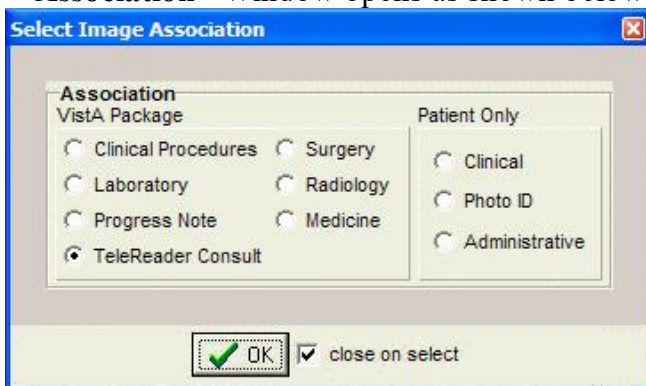 Association window opens as shown below
Select Image Association
Association
VistA Package
Patient Only
Clinical Procedures
Surgery
Clinical
Laboratory
Radiology
Photo ID
Progress Note
Medicine
Administrative
TeleReader Consult
OK
close on select